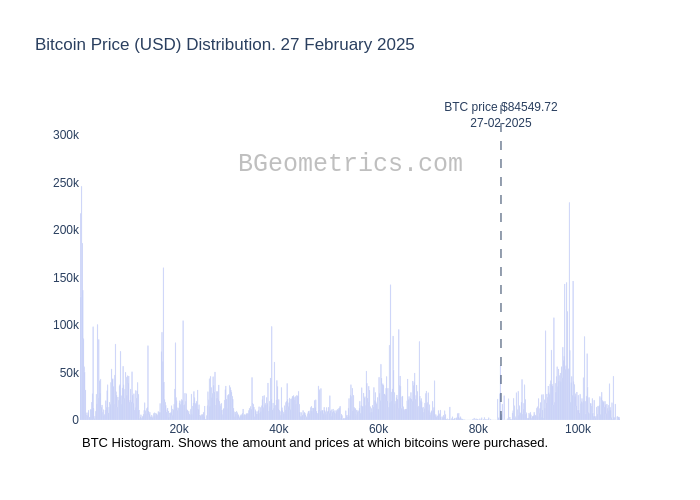 Bitcoin Price (USD) Distribution. 27 February 2025
BTC price $84549.72
27-02-2025
300k
BGeometrics.com
250k
200k
150k
100k
50k
0
20k 40k 60k 80k 100k
BTC Histogram. Shows the amount and prices at which bitcoins were purchased.